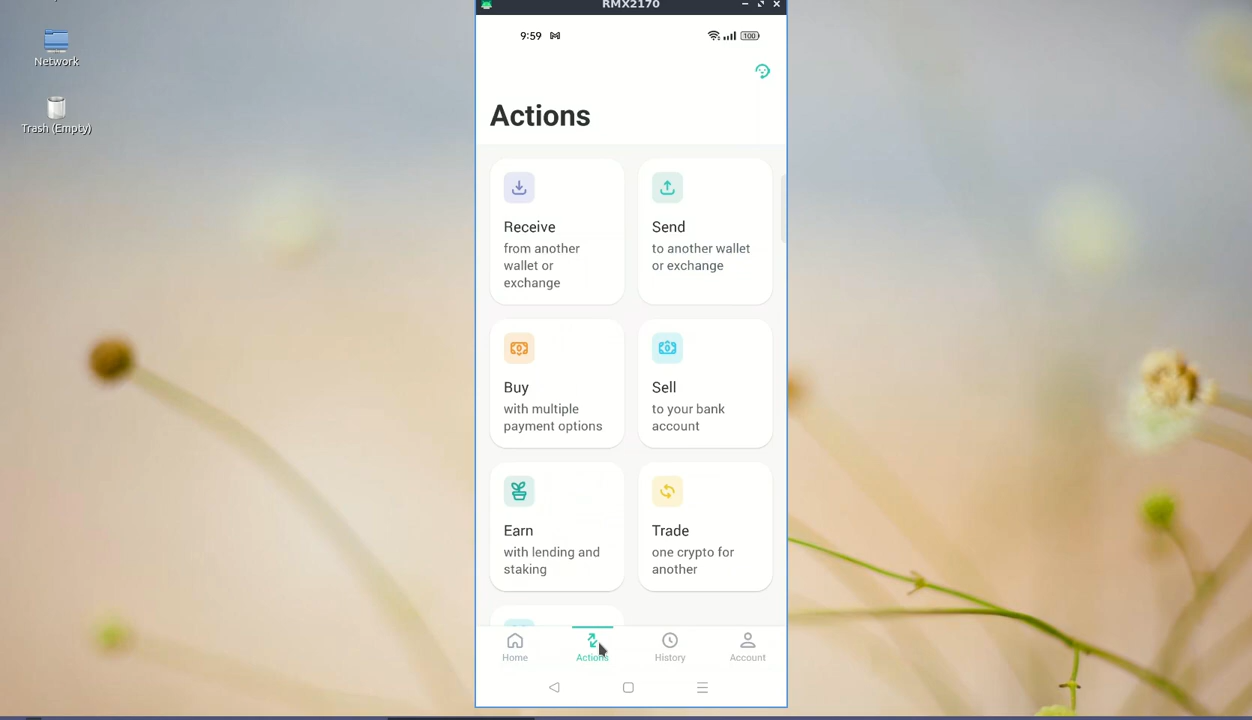 RMX2170
Network
Trash (Empty)
9:59
100
Actions
Receive
from another
wallet or
exchange
Send
to another wallet
or exchange
Buy
with multiple
payment options
Sell
to your bank
account
Earn
with lending and
staking
Trade
one crypto for
another
Home
Actions
History
Account